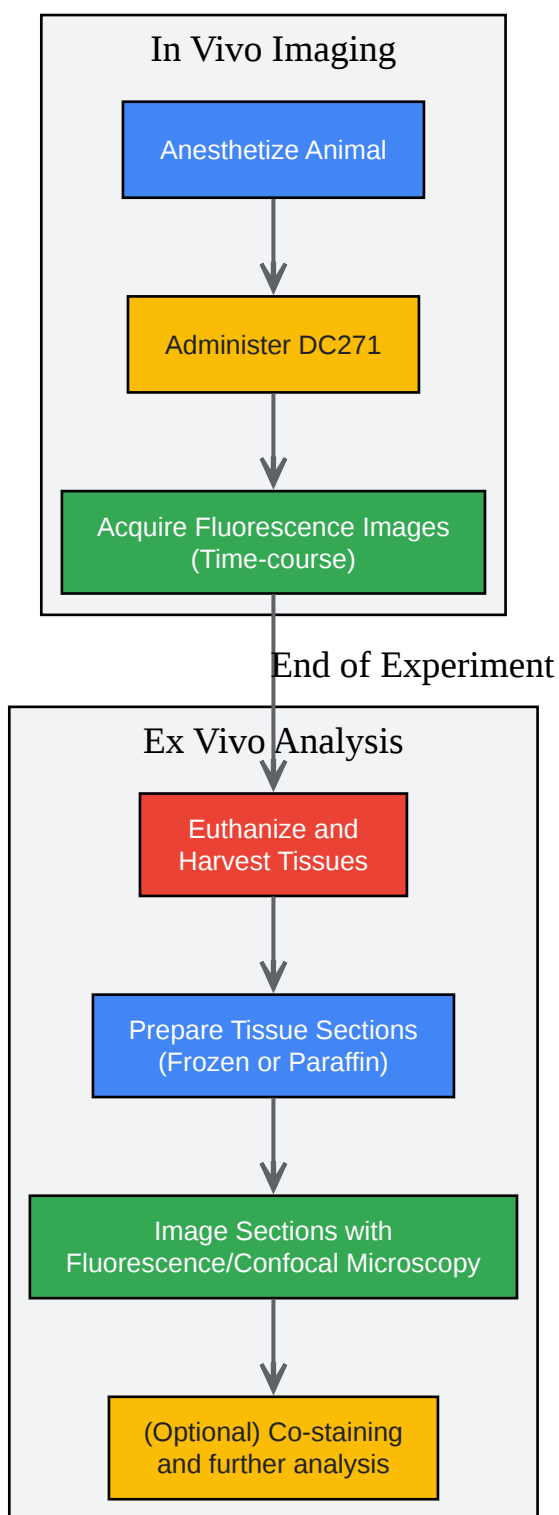 In Vivo Imaging
Anesthetize Animal
Administer DC271
Acquire Fluorescence Images
(Time-course)
End of Experiment
Ex Vivo Analysis
Euthanize and
Harvest Tissues
Prepare Tissue Sections
(Frozen or Paraffin)
Image Sections with
Fluorescence/Confocal Microscopy
(Optional) Co-staining
and further analysis